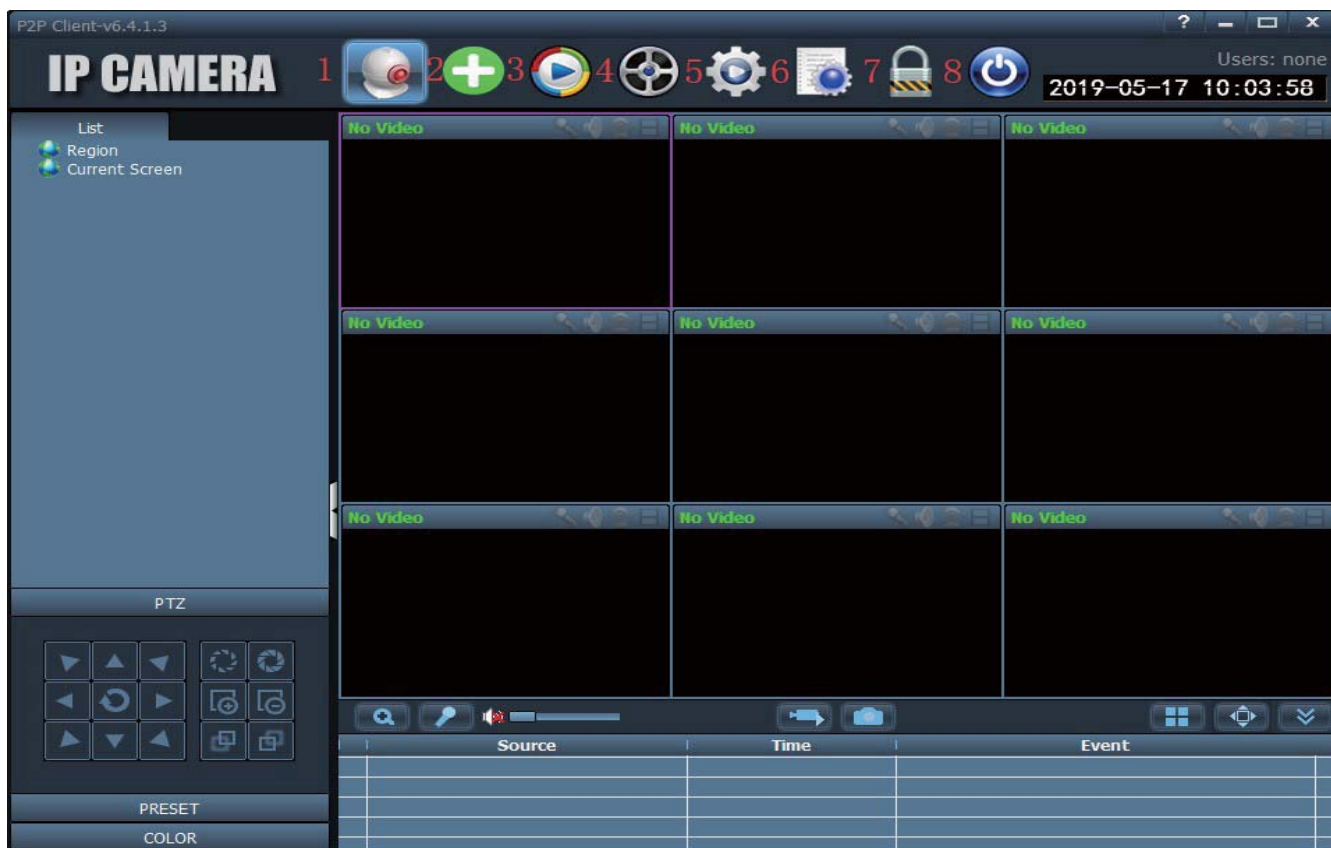 P2P Client-v6.4.1.3
?
IP CAMERA 1 2 3 4 5 6 7 8
Users: none
2019-05-17 10:03:58
List
Region
Current Screen
No Video No Video No Video
No Video No Video No Video
No Video No Video No Video
PTZ
Source Time Event
PRESET
COLOR